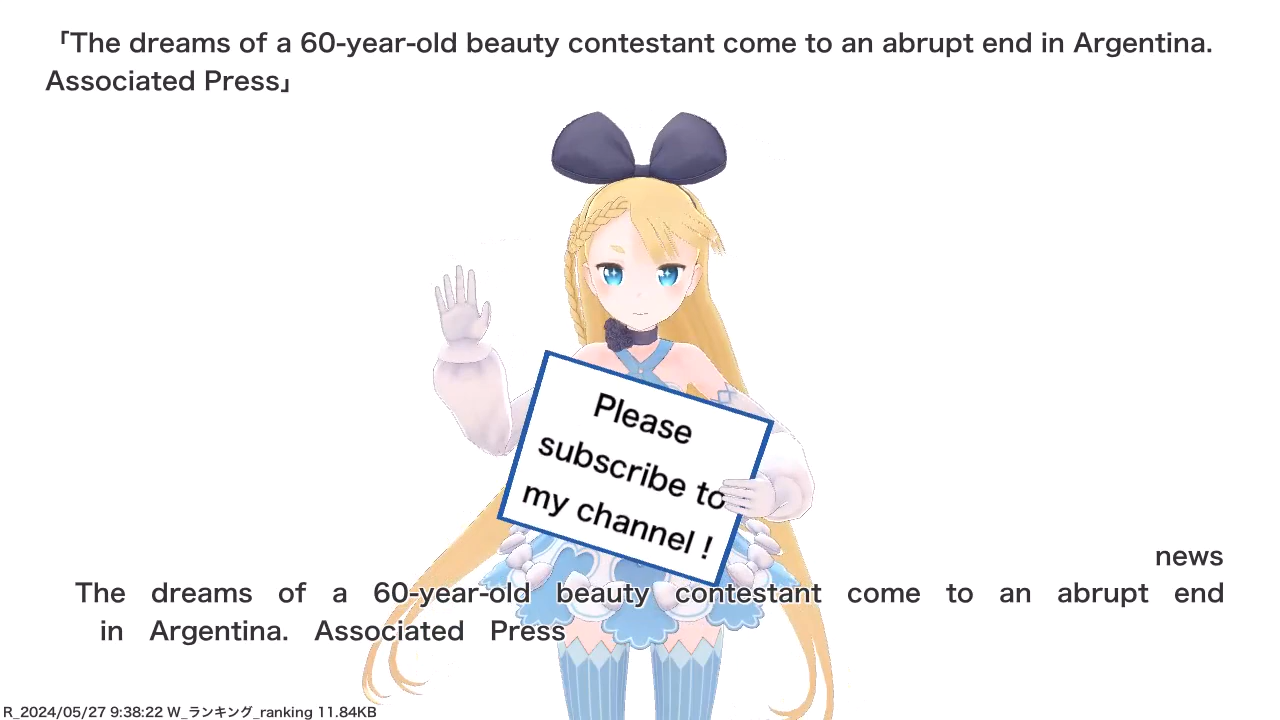 「The dreams of a 60-year-old beauty contestant come to an abrupt end in Argentina.
Associated Press」
Please
subscribe to
my channel !
news
The dreams of a 60-year-old beauty contestant come to an abrupt end
in Argentina. Associated Press
R_2024/05/27 9:38:22 W_ランキング_ranking 11.84KB